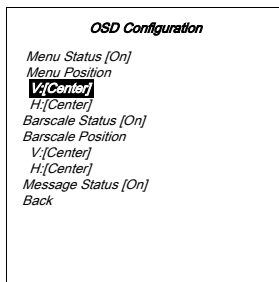 OSD Configuration
Menu Status [On]
Menu Position
V:[Center]
H:[Center]
Barscale Status [On]
Barscale Position
V:[Center]
H:[Center]
Message Status [On]
Back